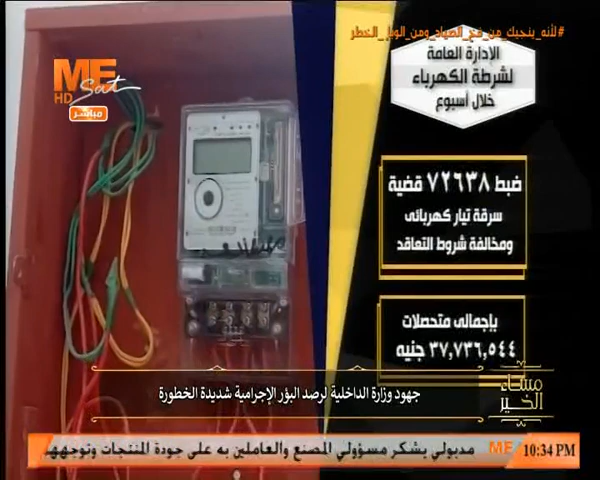 #لأنه_ينجيك_من_فخ_الصياد_ومن_الوبإ_الخطر
ME
Sat
HD
مباشر
الإدارة العامة
لشرطة الكهرباء
خلال أسبوع
ضبط ٧٢٦٣٨ قضية
سرقة تيار كهربائى
ومخالفة شروط التعاقد
بإجمالى متحصلات
٣٧,٧٣٦,٥٤٤ جنيه
جهود وزارة الداخلية لرصد البؤر الإجرامية شديدة الخطورة
مساء
الخير
مدبولي يشكر مسؤولي المصنع والعاملين به على جودة المنتجات وتوجهه
ME
10:34 PM